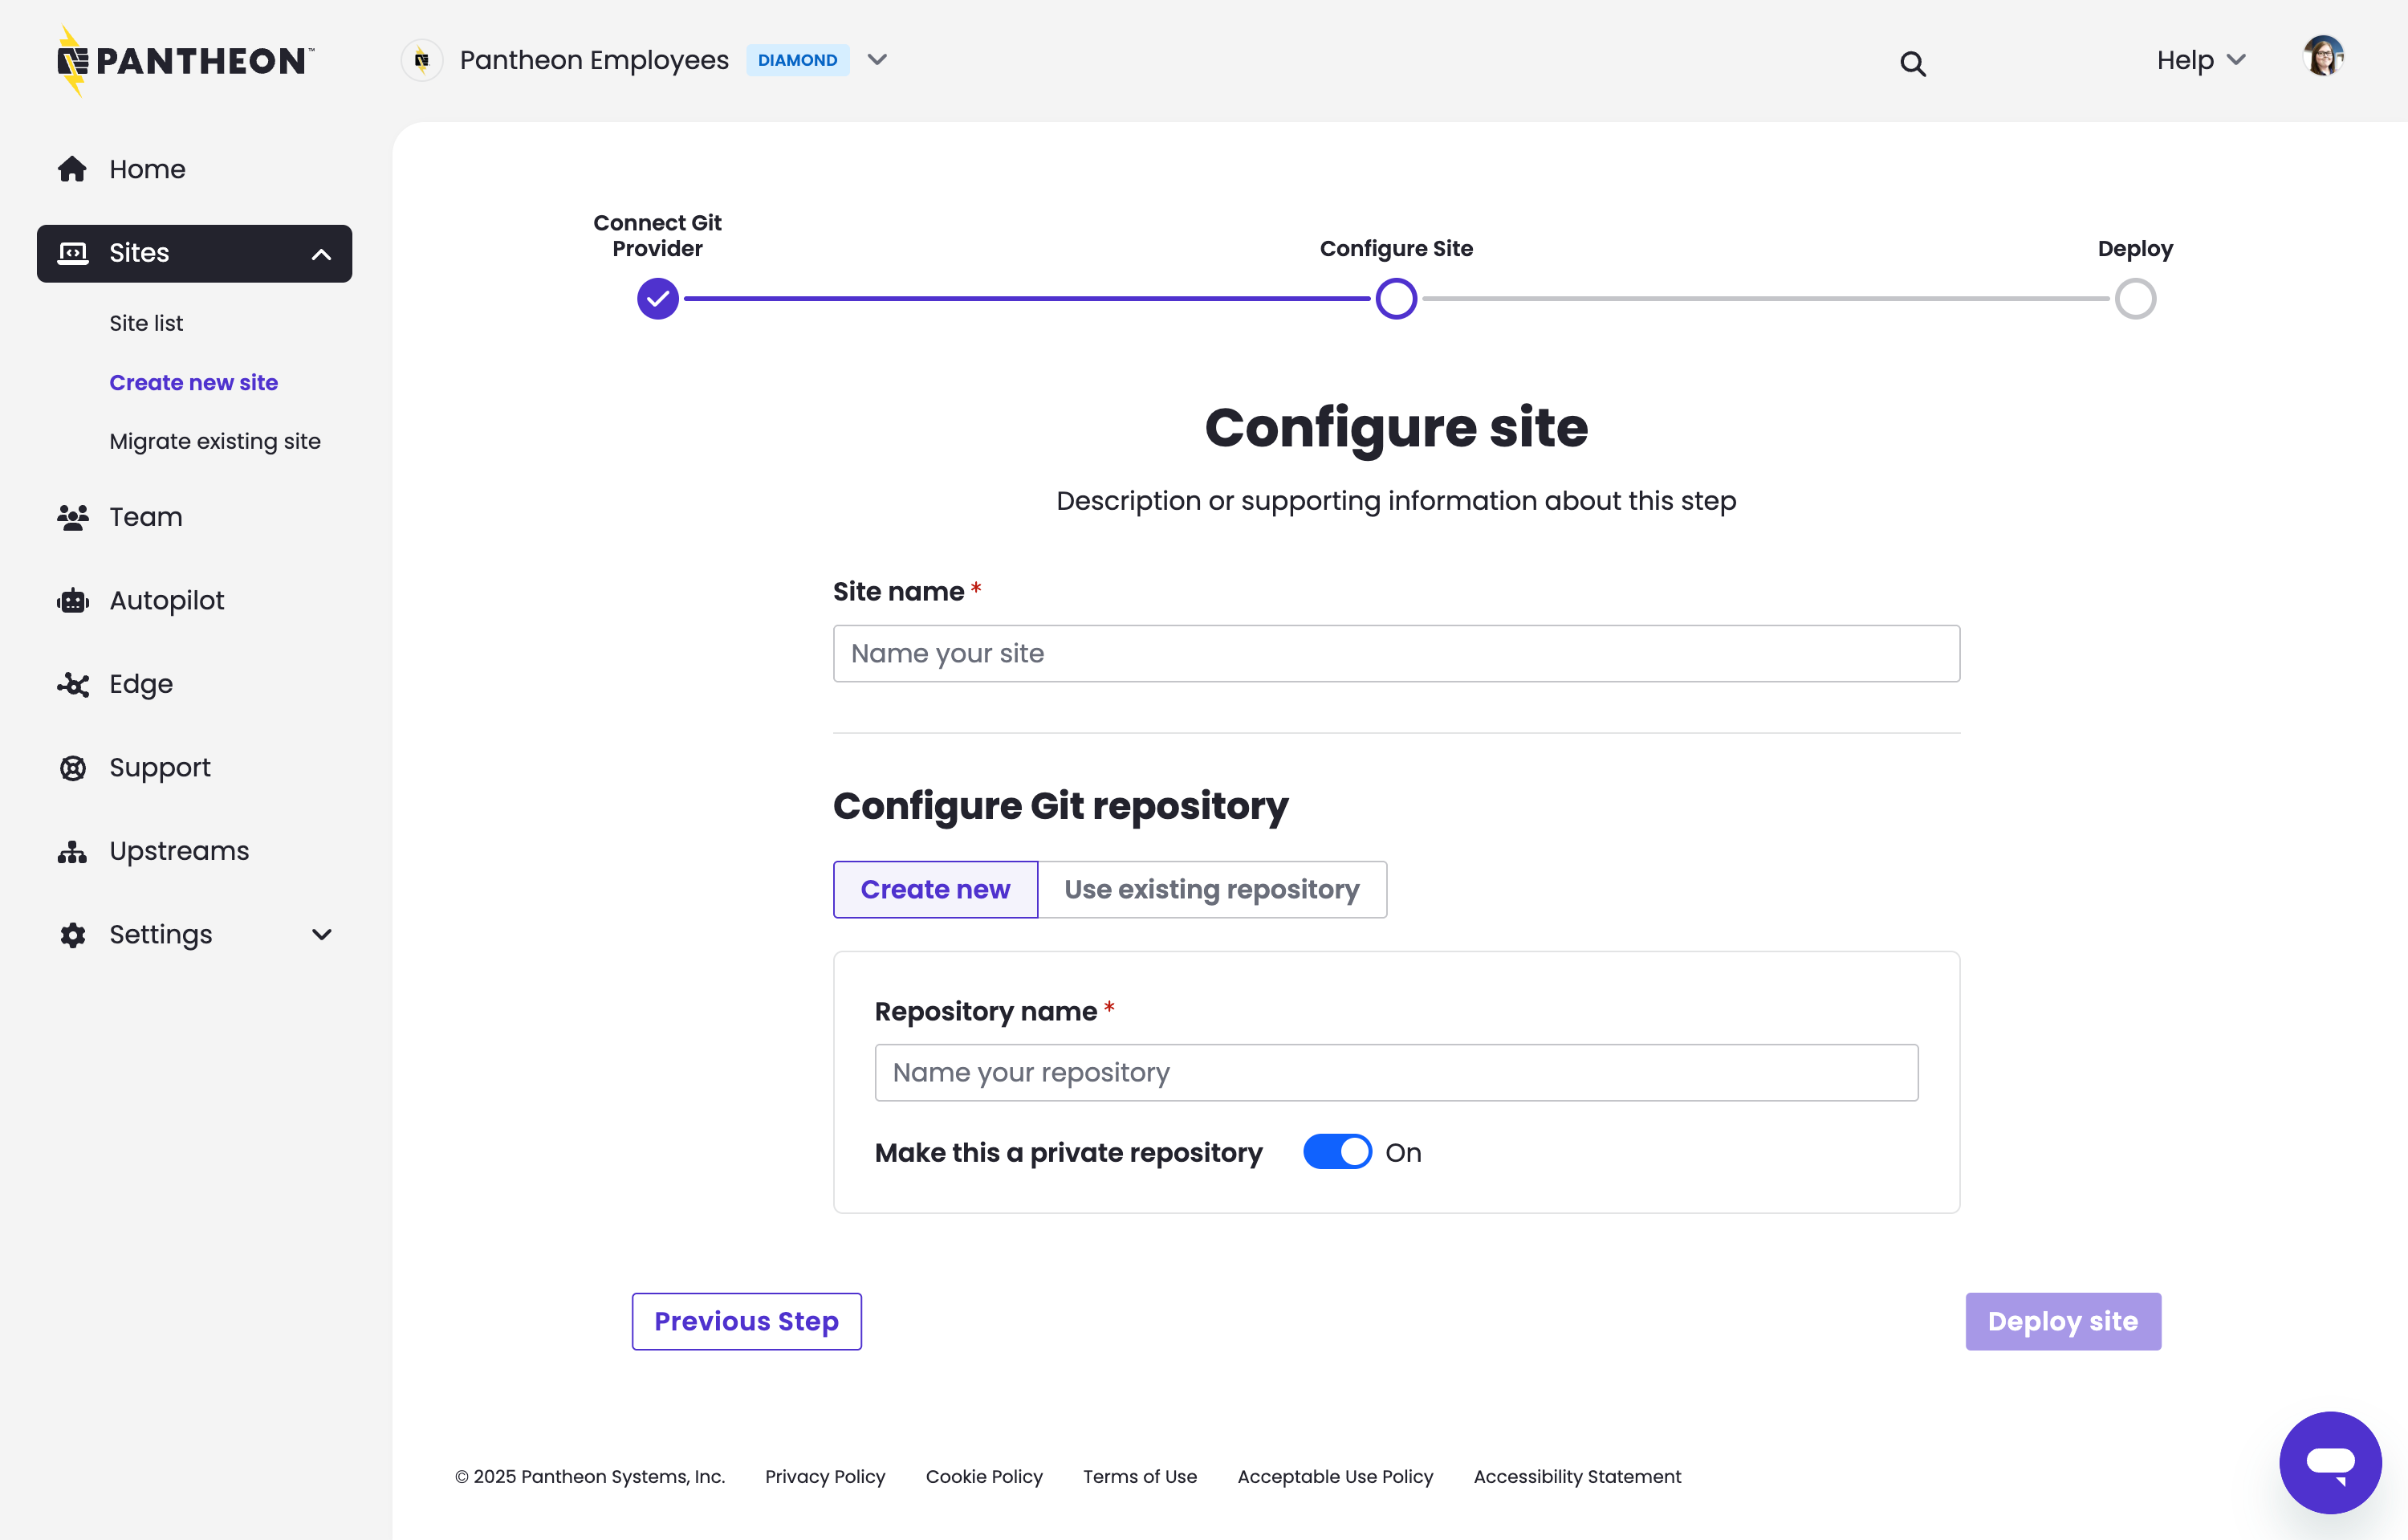 PANTHEON™
Pantheon Employees DIAMOND
Help
Home
Sites
Site list
Create new site
Migrate existing site
Team
Autopilot
Edge
Support
Upstreams
Settings
Connect Git
Provider
Configure Site
Deploy
Configure site
Description or supporting information about this step
Site name *
Name your site
Configure Git repository
Create new Use existing repository
Repository name *
Name your repository
Make this a private repository On
Previous Step Deploy site
© 2025 Pantheon Systems, Inc. Privacy Policy Cookie Policy Terms of Use Acceptable Use Policy Accessibility Statement